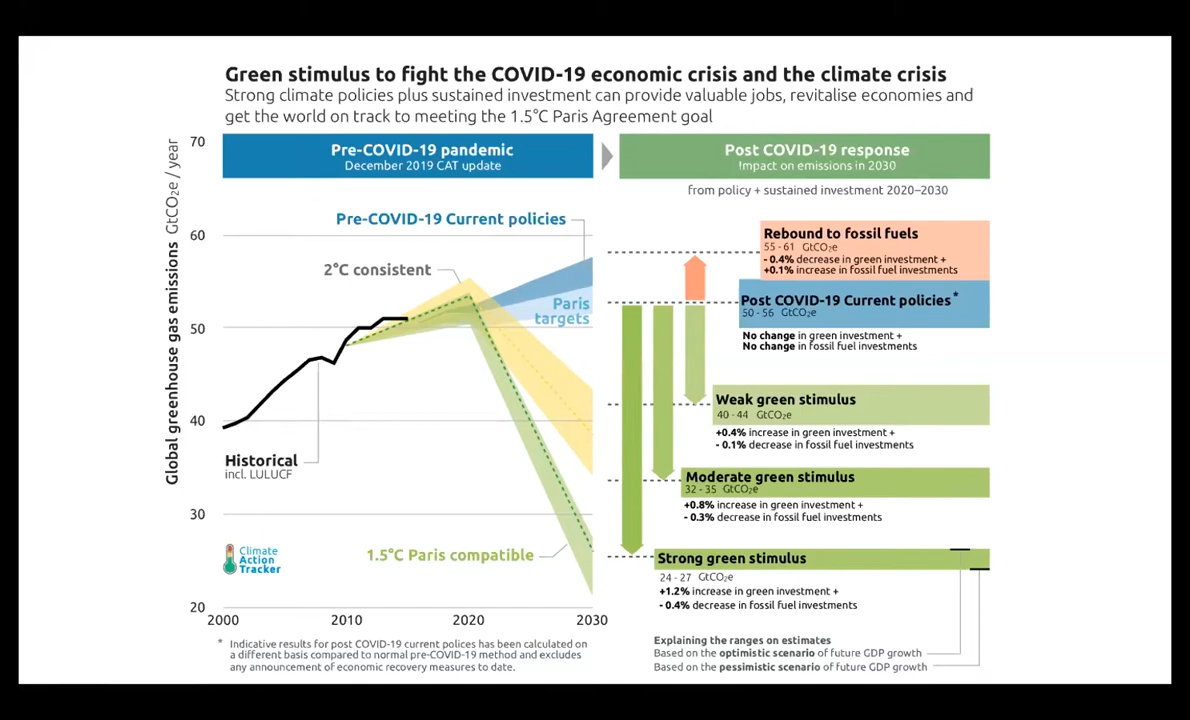 Green stimulus to fight the COVID-19 economic crisis and the climate crisis
Strong climate policies plus sustained investment can provide valuable jobs, revitalise economies and
get the world on track to meeting the 1.5°C Paris Agreement goal
Global greenhouse gas emissions GtCO₂e / year
70
60
50
40
30
20
2000
2010
2020
2030
Pre-COVID-19 pandemic
December 2019 CAT update
Pre-COVID-19 Current policies
2°C consistent
Paris
targets
Historical
incl. LULUCF
1.5°C Paris compatible
Climate
Action
Tracker
* Indicative results for post COVID-19 current polices has been calculated on
a different basis compared to normal pre-COVID-19 method and excludes
any announcement of economic recovery measures to date.
Post COVID-19 response
Impact on emissions in 2030
from policy + sustained investment 2020–2030
Rebound to fossil fuels
55 - 61 GtCO₂e
- 0.4% decrease in green investment +
+0.1% increase in fossil fuel investments
Post COVID-19 Current policies*
50 - 56 GtCO₂e
No change in green investment +
No change in fossil fuel investments
Weak green stimulus
40 - 44 GtCO₂e
+0.4% increase in green investment +
- 0.1% decrease in fossil fuel investments
Moderate green stimulus
32 - 35 GtCO₂e
+0.8% increase in green investment +
- 0.3% decrease in fossil fuel investments
Strong green stimulus
24 - 27 GtCO₂e
+1.2% increase in green investment +
- 0.4% decrease in fossil fuel investments
Explaining the ranges on estimates
Based on the optimistic scenario of future GDP growth
Based on the pessimistic scenario of future GDP growth